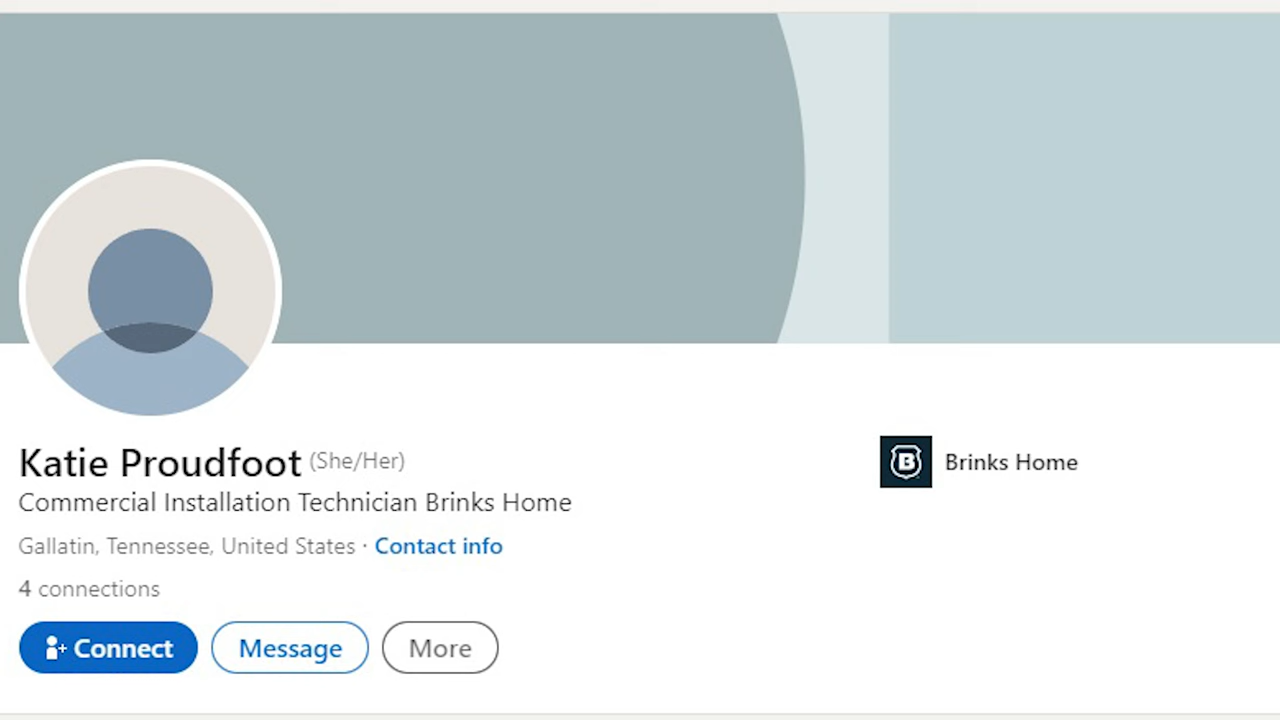 Katie Proudfoot (She/Her)
Commercial Installation Technician Brinks Home
Gallatin, Tennessee, United States · Contact info
4 connections
Connect
Message
More
B
Brinks Home